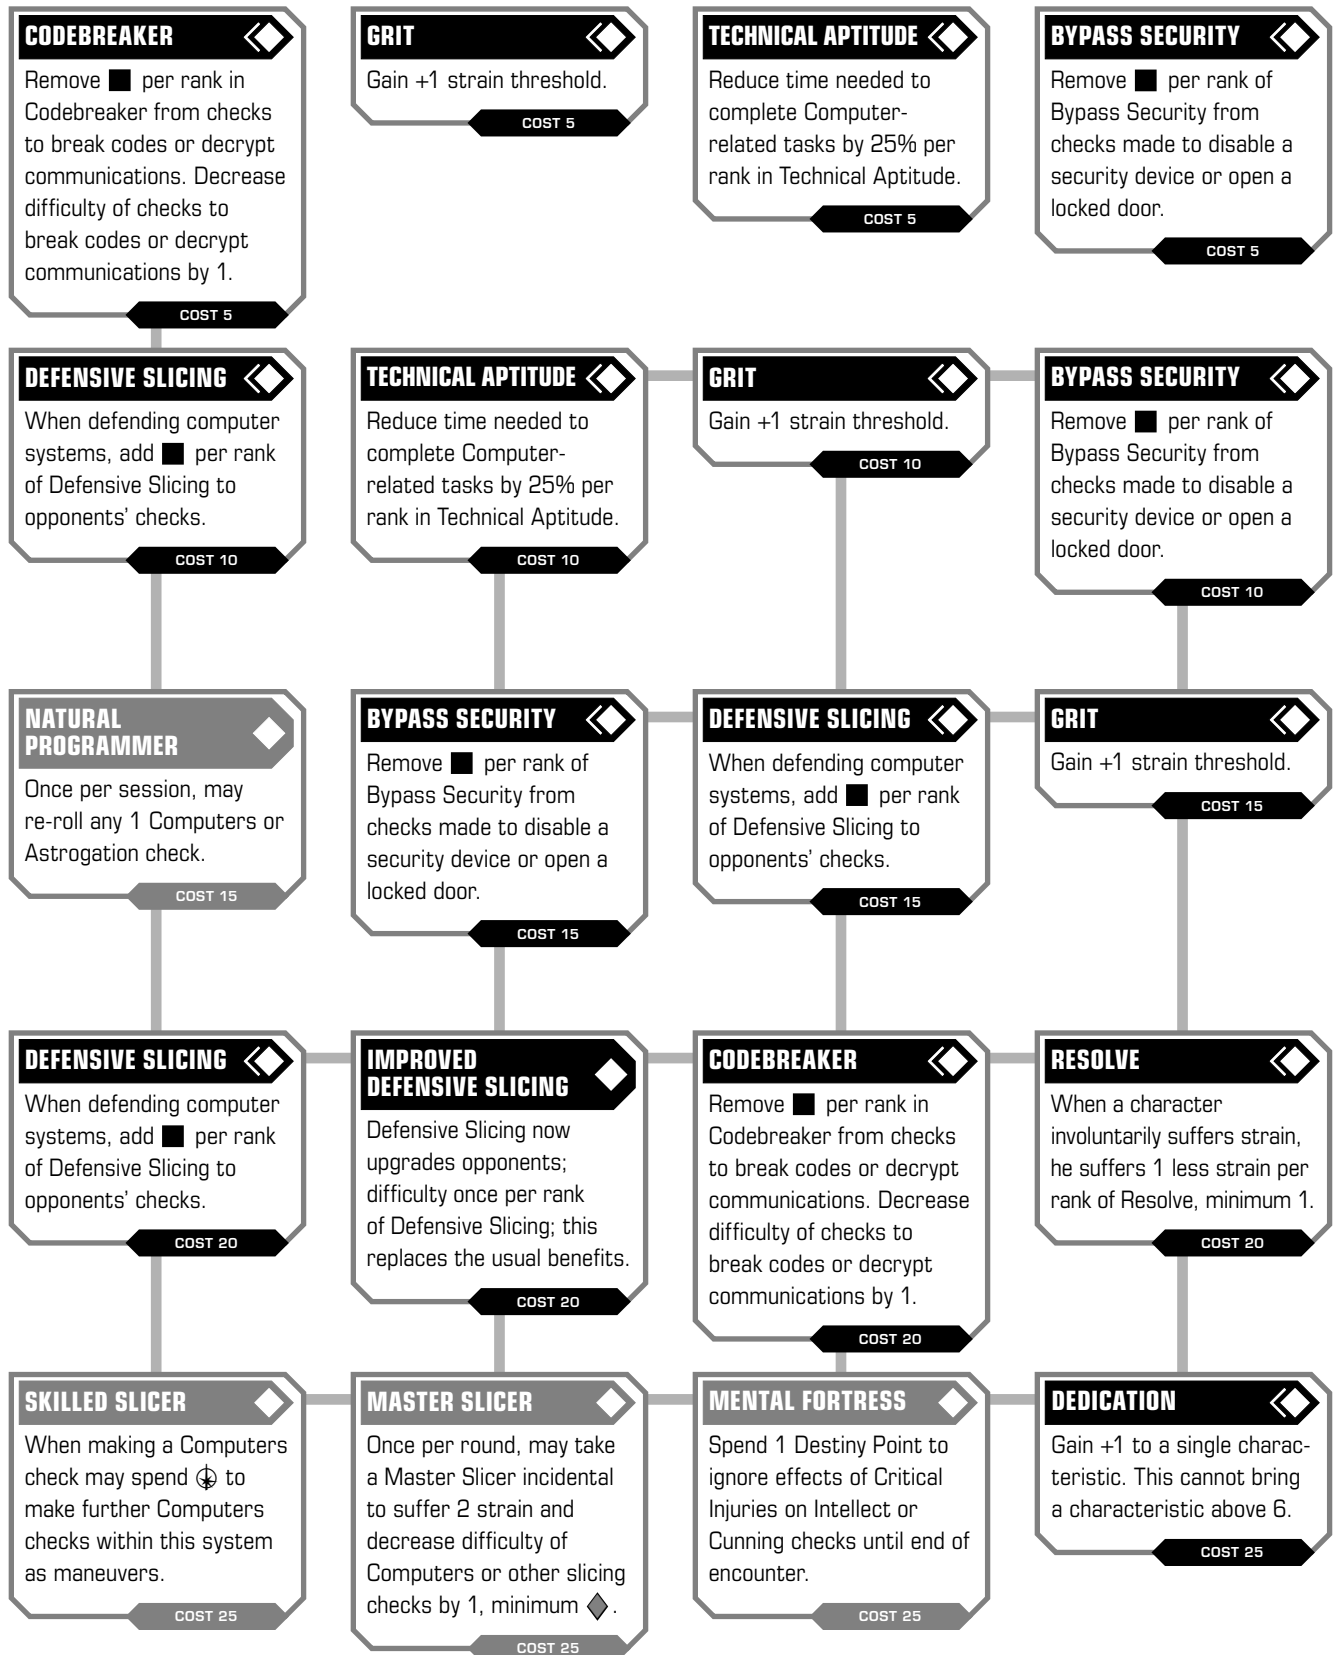 CODEBREAKER
Remove per rank in
Codebreaker from checks
to break codes or decrypt
communications. Decrease
difficulty of checks to
break codes or decrypt
communications by 1.
COST 5
GRIT
Gain +1 strain threshold.
COST 5
TECHNICAL APTITUDE
Reduce time needed to
complete Computer-
related tasks by 25% per
rank in Technical Aptitude.
COST 5
BYPASS SECURITY
Remove per rank of
Bypass Security from
checks made to disable a
security device or open a
locked door.
COST 5
DEFENSIVE SLICING
When defending computer
systems, add per rank
of Defensive Slicing to
opponents' checks.
COST 10
TECHNICAL APTITUDE
Reduce time needed to
complete Computer-
related tasks by 25% per
rank in Technical Aptitude.
COST 10
GRIT
Gain +1 strain threshold.
COST 10
BYPASS SECURITY
Remove per rank of
Bypass Security from
checks made to disable a
security device or open a
locked door.
COST 10
NATURAL
PROGRAMMER
Once per session, may
re-roll any 1 Computers or
Astrogation check.
COST 15
BYPASS SECURITY
Remove per rank of
Bypass Security from
checks made to disable a
security device or open a
locked door.
COST 15
DEFENSIVE SLICING
When defending computer
systems, add per rank
of Defensive Slicing to
opponents' checks.
COST 15
GRIT
Gain +1 strain threshold.
COST 15
DEFENSIVE SLICING
When defending computer
systems, add per rank
of Defensive Slicing to
opponents' checks.
COST 20
IMPROVED
DEFENSIVE SLICING
Defensive Slicing now
upgrades opponents;
difficulty once per rank
of Defensive Slicing; this
replaces the usual benefits.
COST 20
CODEBREAKER
Remove per rank in
Codebreaker from checks
to break codes or decrypt
communications. Decrease
difficulty of checks to
break codes or decrypt
communications by 1.
COST 20
RESOLVE
When a character
involuntarily suffers strain,
he suffers 1 less strain per
rank of Resolve, minimum 1.
COST 20
SKILLED SLICER
When making a Computers
check may spend to
make further Computers
checks within this system
as maneuvers.
COST 25
MASTER SLICER
Once per round, may take
a Master Slicer incidental
to suffer 2 strain and
decrease difficulty of
Computers or other slicing
checks by 1, minimum .
COST 25
MENTAL FORTRESS
Spend 1 Destiny Point to
ignore effects of Critical
Injuries on Intellect or
Cunning checks until end of
encounter.
COST 25
DEDICATION
Gain +1 to a single charac-
teristic. This cannot bring
a characteristic above 6.
COST 25